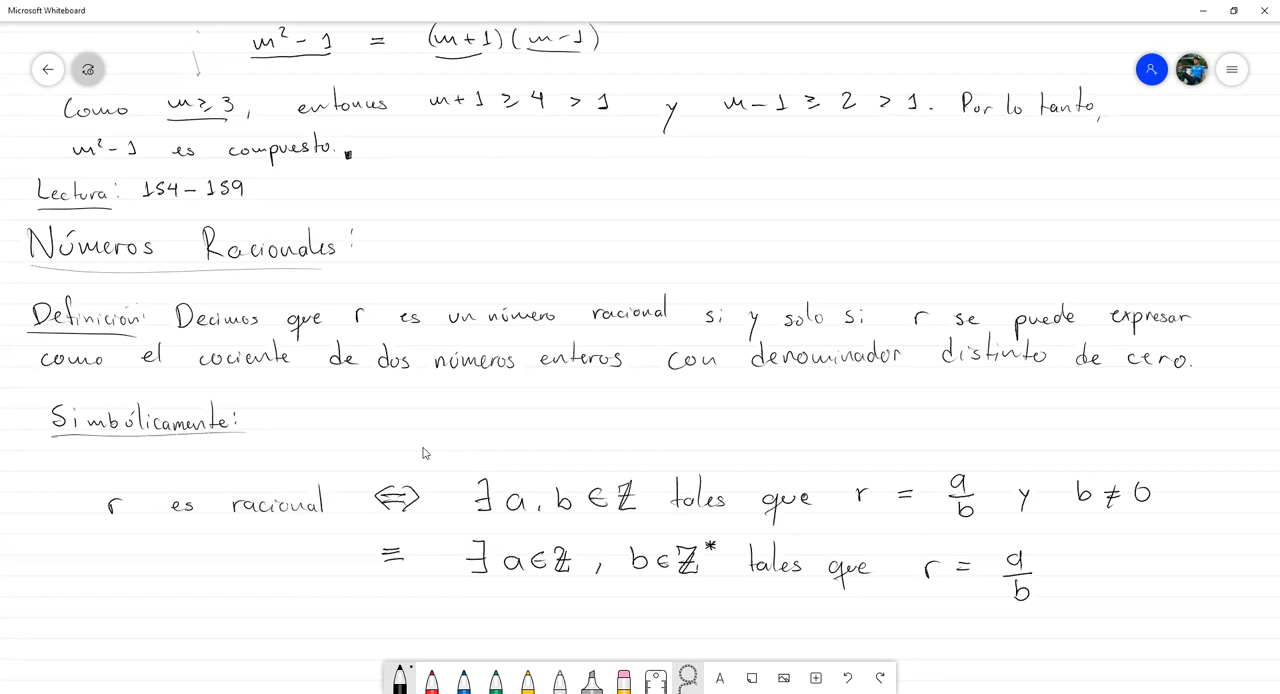 Microsoft Whiteboard
m² - 1 = (m+1)(m-1)
Como m ≥ 3, entonces m+1 ≥ 4 > 1 y m-1 ≥ 2 > 1. Por lo tanto,
m² - 1 es compuesto.
Lectura: 154 - 159
Números Racionales:
Definición: Decimos que r es un número racional si y solo si r se puede expresar
como el cociente de dos números enteros con denominador distinto de cero.
Simbólicamente:
r es racional ⇔ ∃ a, b ∈ ℤ tales que r = a/b y b ≠ 0
≡ ∃ a ∈ ℤ, b ∈ ℤ* tales que r = a/b
A